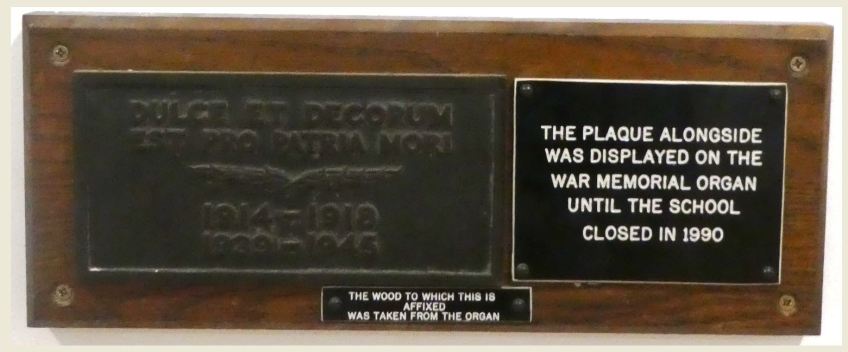 DULCE ET DECORUM
EST PRO PATRIA MORI
1914 - 1918
1939 - 1945
THE PLAQUE ALONGSIDE
WAS DISPLAYED ON THE
WAR MEMORIAL ORGAN
UNTIL THE SCHOOL
CLOSED IN 1990
THE WOOD TO WHICH THIS IS
AFFIXED
WAS TAKEN FROM THE ORGAN